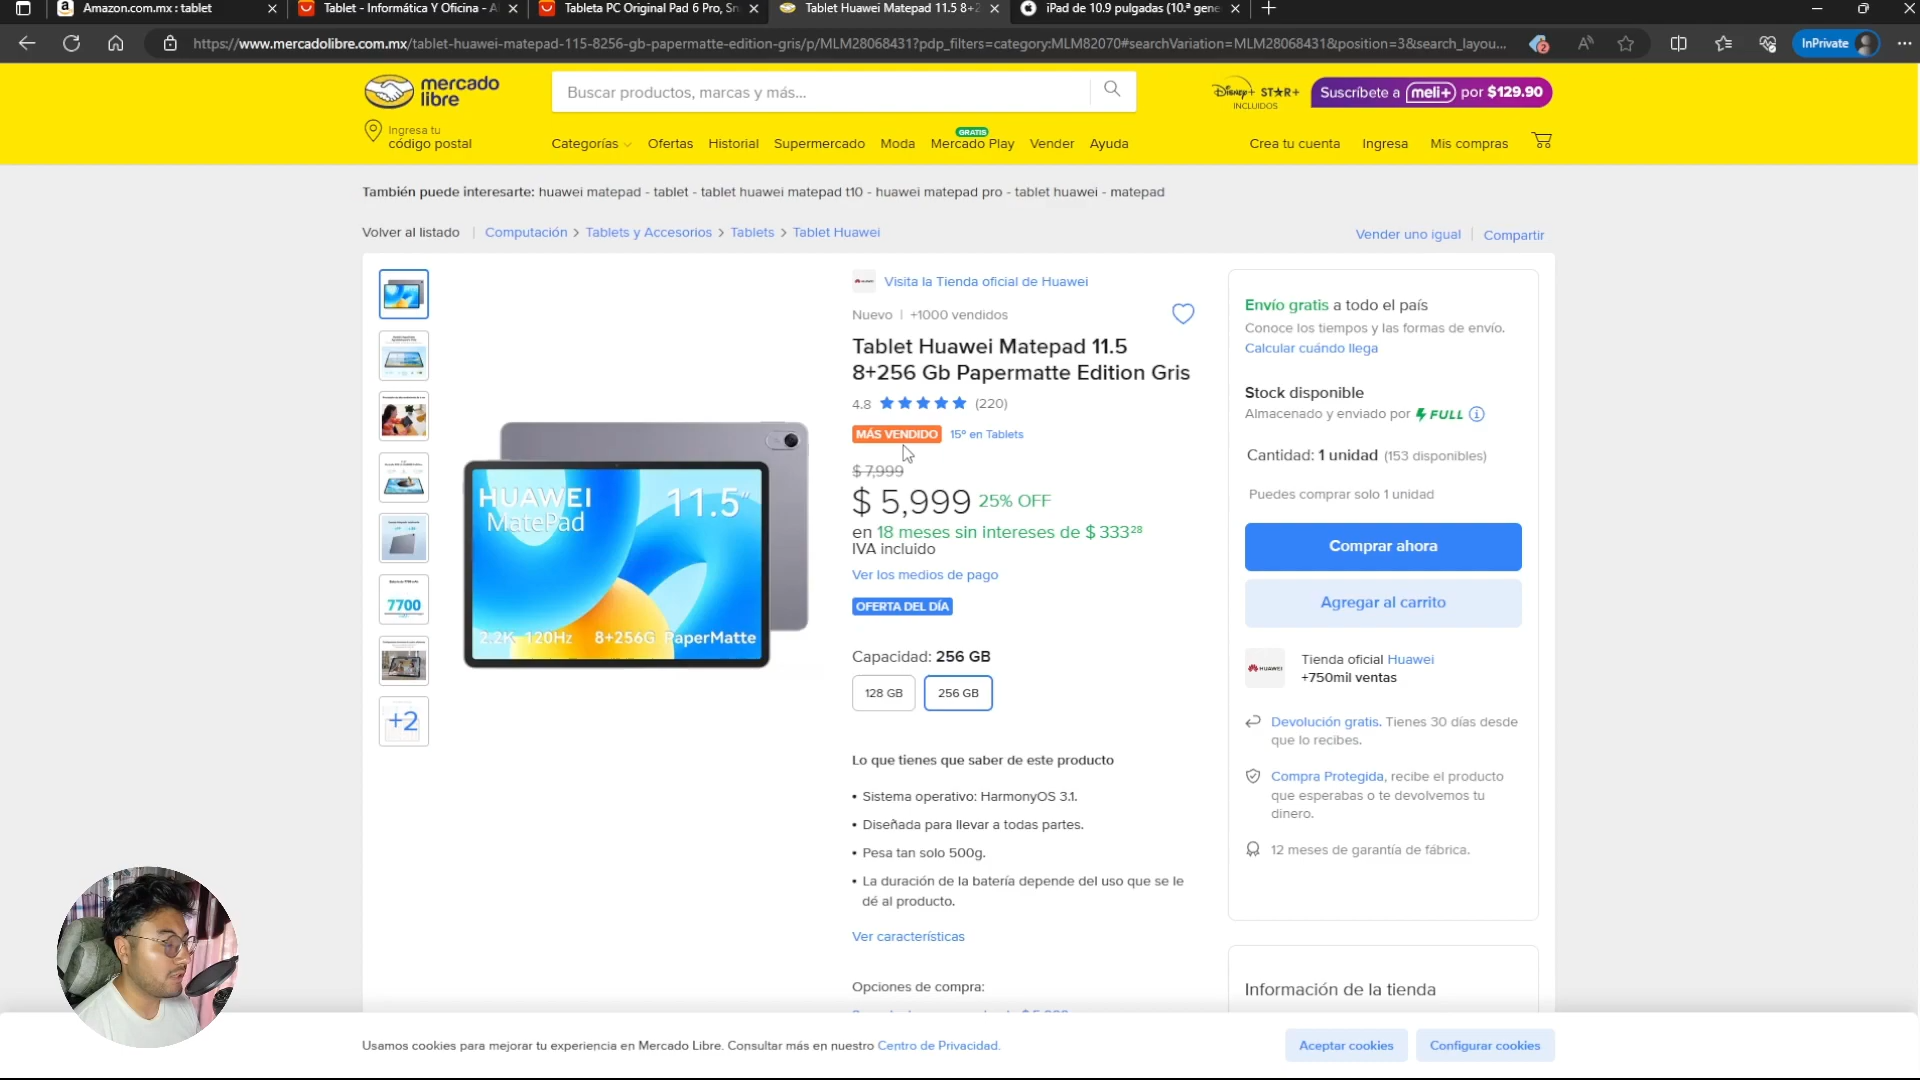 Amazon.com.mx : tablet
Tablet - Informática Y Oficina - A
Tableta PC Original Pad 6 Pro, Sn
Tablet Huawei Matepad 11.5 8+2
iPad de 10.9 pulgadas (10.ª gene
https://www.mercadolibre.com.mx/tablet-huawei-matepad-115-8256-gb-papermatte-edition-gris/p/MLM28068431?pdp_filters=category:MLM82070#searchVariation=MLM28068431&position=3&search_layou...
2
InPrivate
mercado
libre
Buscar productos, marcas y más...
Disney+ STAR+
INCLUIDOS
Suscríbete a meli+ por $129.90
Ingresa tu
código postal
Categorías
Ofertas
Historial
Supermercado
Moda
GRATIS
Mercado Play
Vender
Ayuda
Crea tu cuenta
Ingresa
Mis compras
También puede interesarte: huawei matepad - tablet - tablet huawei matepad t10 - huawei matepad pro - tablet huawei - matepad
Volver al listado | Computación > Tablets y Accesorios > Tablets > Tablet Huawei
Vender uno igual | Compartir
Visita la Tienda oficial de Huawei
Nuevo | +1000 vendidos
Tablet Huawei Matepad 11.5
8+256 Gb Papermatte Edition Gris
4.8 (220)
MÁS VENDIDO 15º en Tablets
$ 7,999
$ 5,999 25% OFF
en 18 meses sin intereses de $ 333²⁸
IVA incluido
Ver los medios de pago
OFERTA DEL DÍA
Capacidad: 256 GB
128 GB
256 GB
Lo que tienes que saber de este producto
• Sistema operativo: HarmonyOS 3.1.
• Diseñada para llevar a todas partes.
• Pesa tan solo 500g.
• La duración de la batería depende del uso que se le
dé al producto.
Ver características
Opciones de compra:
HUAWEI
MatePad
11.5"
2.2K 120Hz 8+256G PaperMatte
7700
+2
Envío gratis a todo el país
Conoce los tiempos y las formas de envío.
Calcular cuándo llega
Stock disponible
Almacenado y enviado por FULL
Cantidad: 1 unidad (153 disponibles)
Puedes comprar solo 1 unidad
Comprar ahora
Agregar al carrito
HUAWEI
Tienda oficial Huawei
+750mil ventas
Devolución gratis. Tienes 30 días desde
que lo recibes.
Compra Protegida, recibe el producto
que esperabas o te devolvemos tu
dinero.
12 meses de garantía de fábrica.
Información de la tienda
Usamos cookies para mejorar tu experiencia en Mercado Libre. Consultar más en nuestro Centro de Privacidad.
Aceptar cookies
Configurar cookies